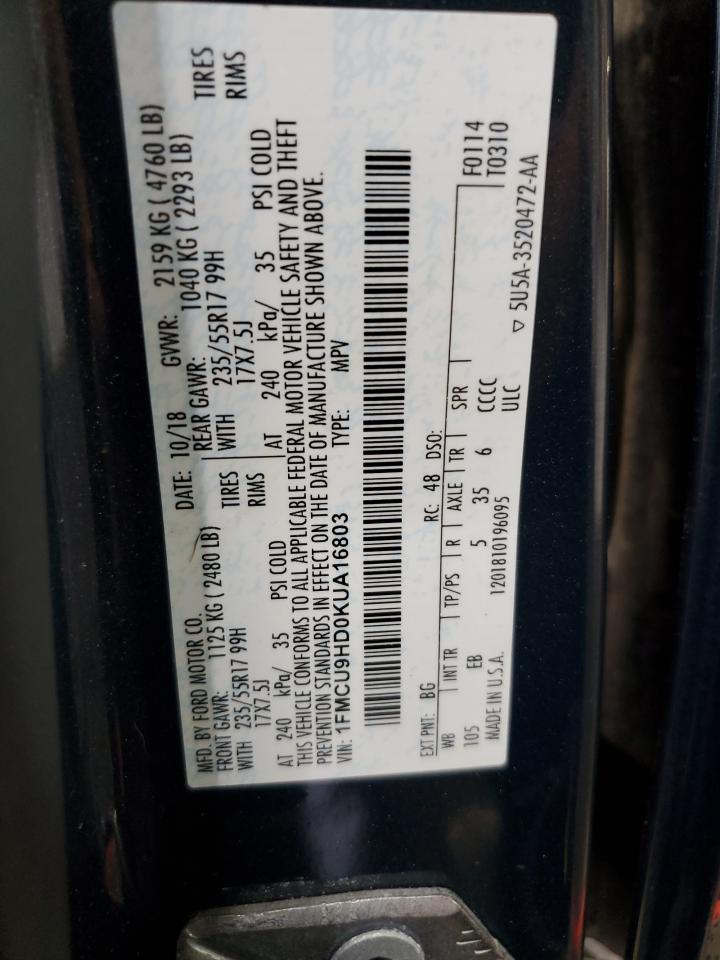 MFD. BY FORD MOTOR CO.
DATE: 10/18 GVWR: 2159 KG ( 4760 LB)
FRONT GAWR: 1125 KG ( 2480 LB) REAR GAWR: 1040 KG ( 2293 LB)
WITH 235/55R17 99H TIRES WITH 235/55R17 99H TIRES
17X7.5J RIMS 17X7.5J RIMS
AT 240 kPa/ 35 PSI COLD AT 240 kPa/ 35 PSI COLD
THIS VEHICLE CONFORMS TO ALL APPLICABLE FEDERAL MOTOR VEHICLE SAFETY AND THEFT
PREVENTION STANDARDS IN EFFECT ON THE DATE OF MANUFACTURE SHOWN ABOVE.
VIN: 1FMCU9HD0KUA16803 TYPE: MPV
EXT PNT: BG RC: 48 DSO:
WB INT TR TP/PS R AXLE TR SPR F0114
105 EB 5 35 6 CCCC T0310
MADE IN U.S.A. 1201810196095 ULC
▽ 5U5A-3520472-AA